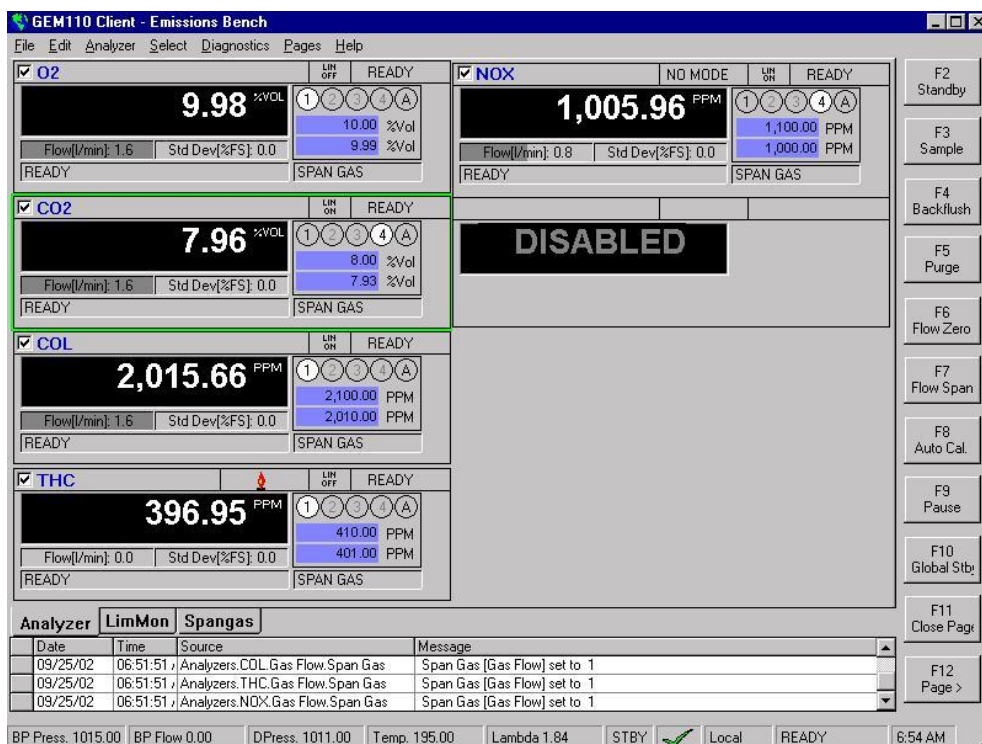 GEM110 Client - Emissions Bench
File Edit Analyzer Select Diagnostics Pages Help
O2 LIN OFF READY
9.98 %VOL
1 2 3 4 A
10.00 %Vol
9.99 %Vol
Flow[l/min]: 1.6 Std Dev[%FS]: 0.0
READY SPAN GAS
NOX NO MODE LIN ON READY
1,005.96 PPM
1 2 3 4 A
1,100.00 PPM
1,000.00 PPM
Flow[l/min]: 0.8 Std Dev[%FS]: 0.0
READY SPAN GAS
CO2 LIN ON READY
7.96 %VOL
1 2 3 4 A
8.00 %Vol
7.93 %Vol
Flow[l/min]: 1.6 Std Dev[%FS]: 0.0
READY SPAN GAS
DISABLED
COL LIN ON READY
2,015.66 PPM
1 2 3 4 A
2,100.00 PPM
2,010.00 PPM
Flow[l/min]: 1.6 Std Dev[%FS]: 0.0
READY SPAN GAS
THC LIN OFF READY
396.95 PPM
1 2 3 4 A
410.00 PPM
401.00 PPM
Flow[l/min]: 0.0 Std Dev[%FS]: 0.0
READY SPAN GAS
F2
Standby
F3
Sample
F4
Backflush
F5
Purge
F6
Flow Zero
F7
Flow Span
F8
Auto Cal.
F9
Pause
F10
Global Stby
F11
Close Page
F12
Page >
Analyzer LimMon Spangas
Date Time Source Message
09/25/02 06:51:51 Analyzers.COL.Gas Flow.Span Gas Span Gas [Gas Flow] set to 1
09/25/02 06:51:51 Analyzers.THC.Gas Flow.Span Gas Span Gas [Gas Flow] set to 1
09/25/02 06:51:51 Analyzers.NOX.Gas Flow.Span Gas Span Gas [Gas Flow] set to 1
BP Press. 1015.00 BP Flow 0.00 DPress. 1011.00 Temp. 195.00 Lambda 1.84 STBY Local READY 6:54 AM